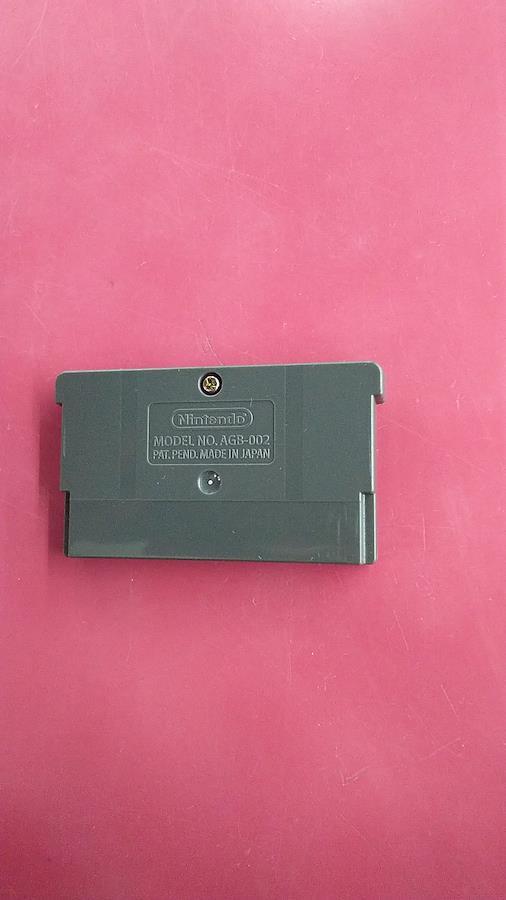 Nintendo
MODEL NO. AGB-002
PAT. PEND. MADE IN JAPAN